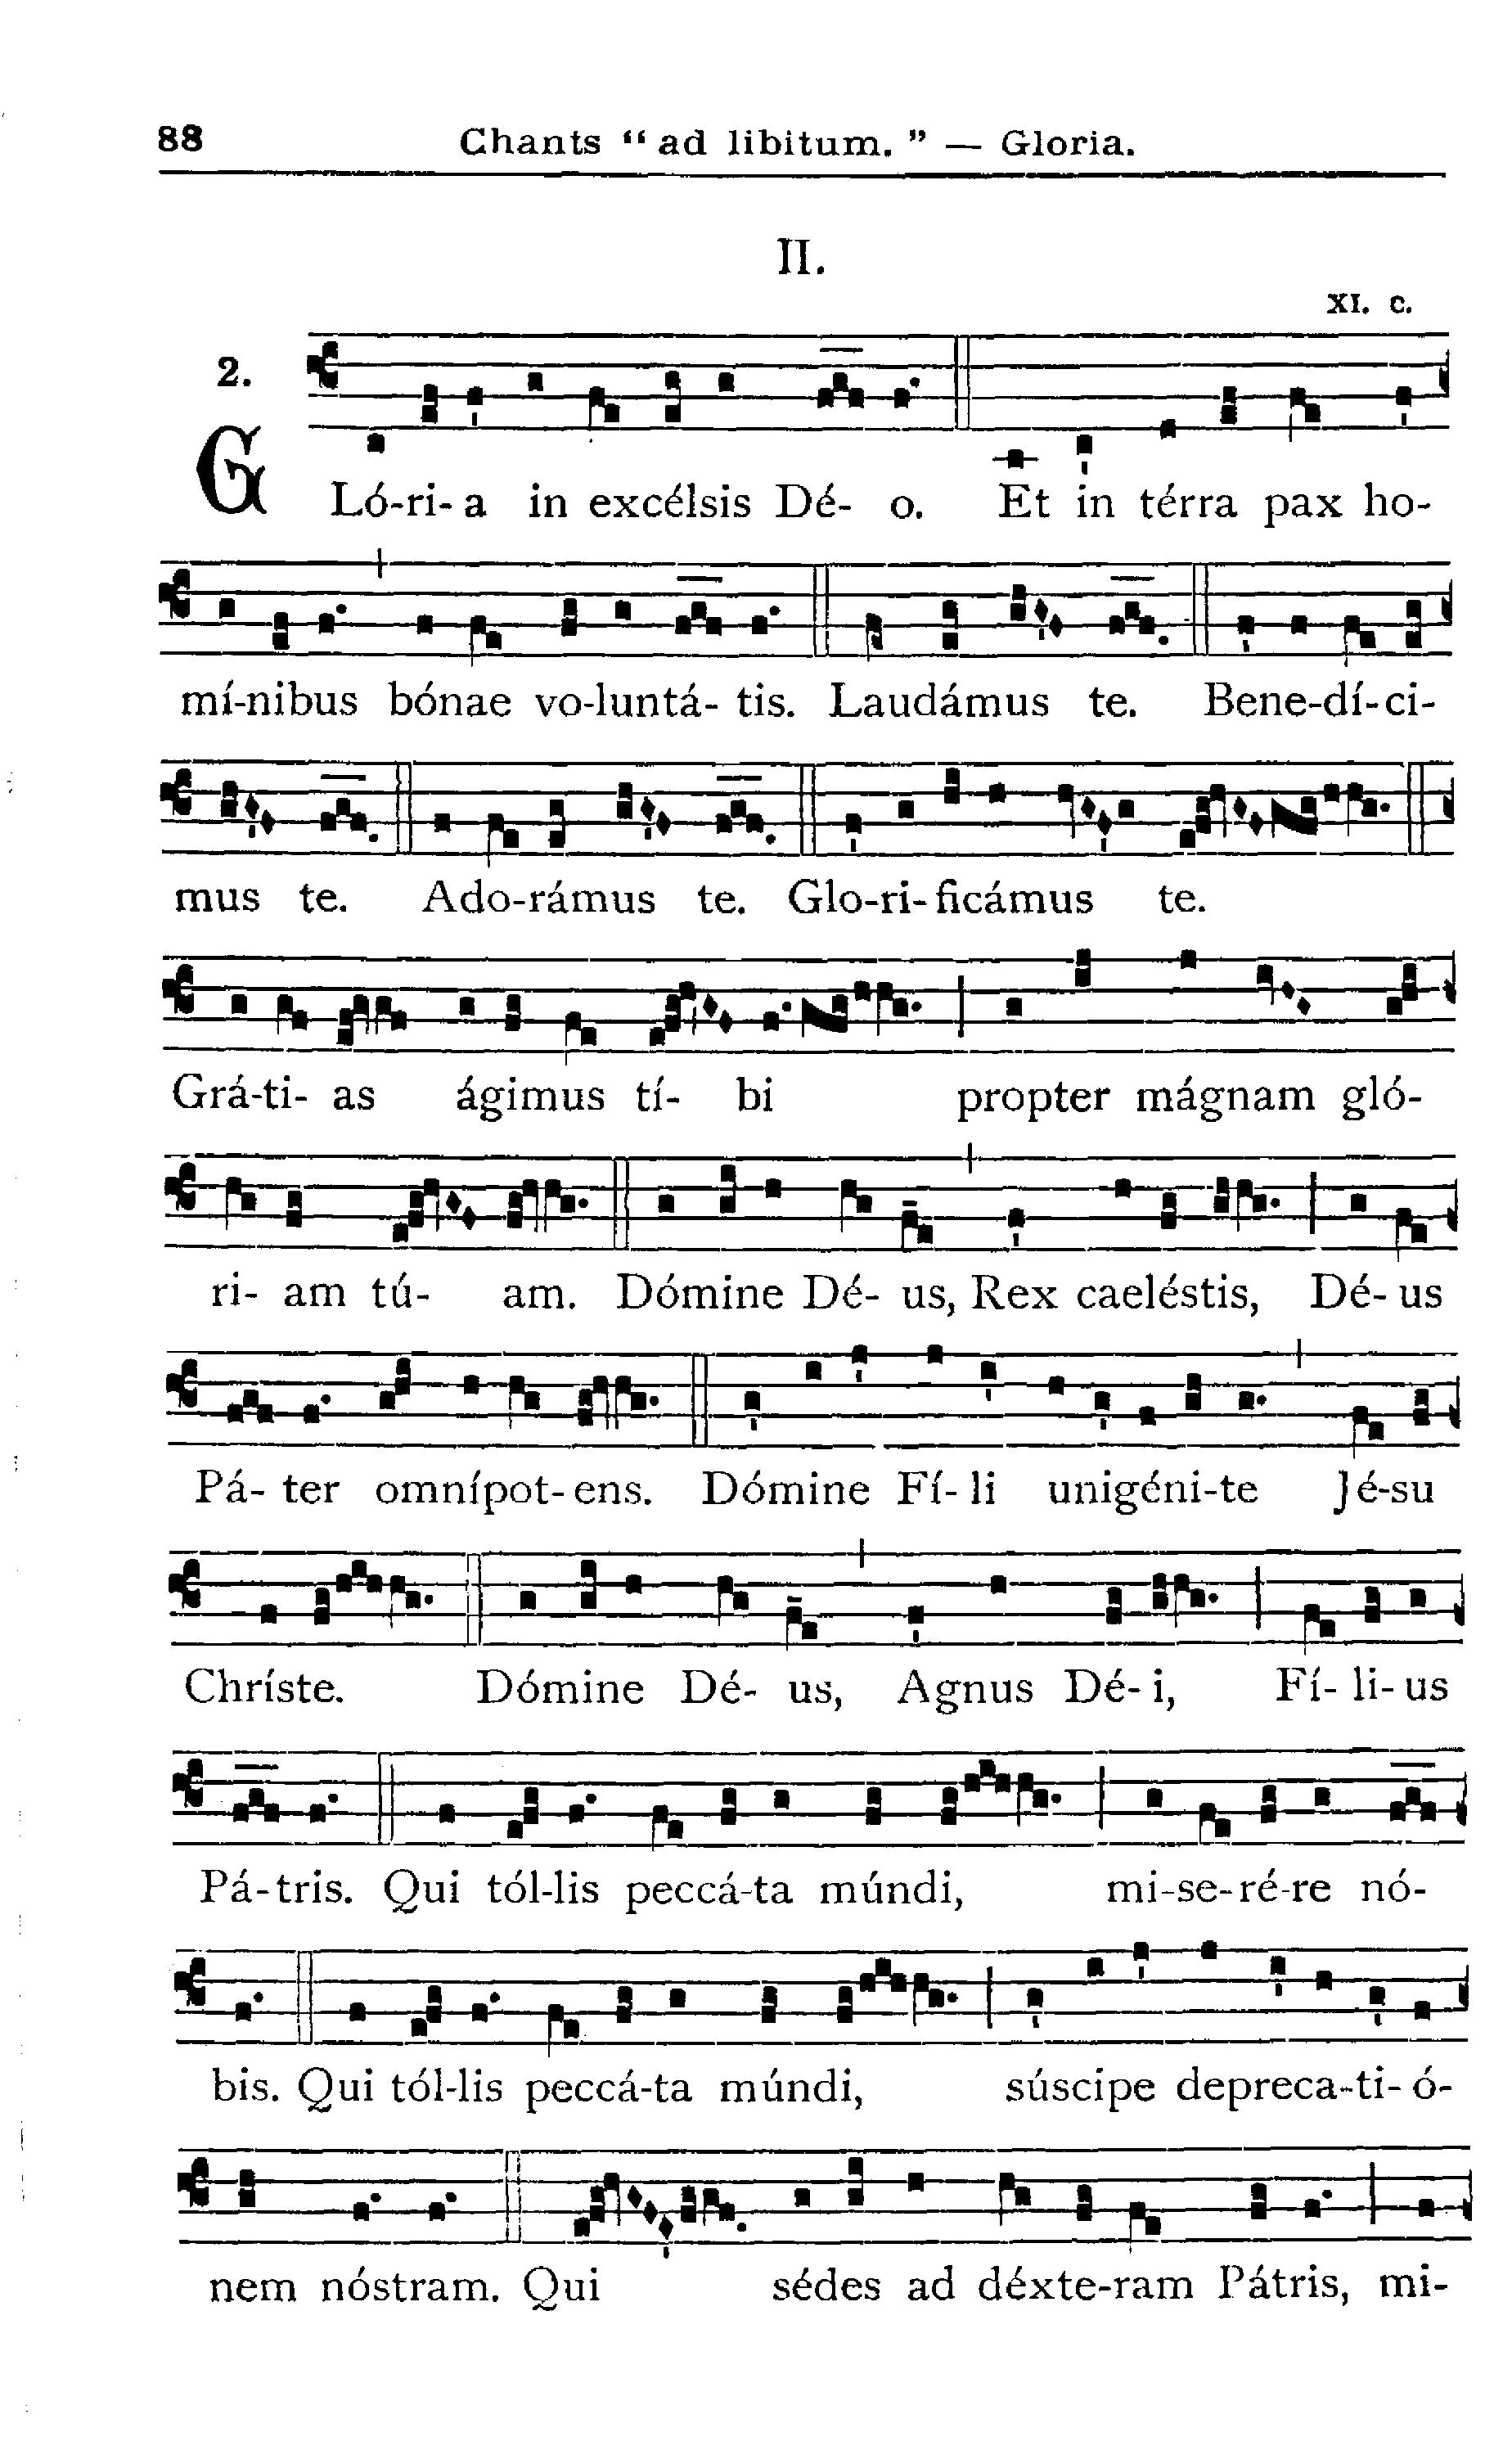 88 Chants “ ad libitum. ” — Gloria.
II.
XI. C.
2.
G Ló-ri- a in excélsis Dé- o. Et in térra pax ho-
mí-nibus bónae vo-luntá- tis. Laudámus te. Bene-dí-ci-
mus te. Ado-rámus te. Glo-ri-ficámus te.
Grá-ti- as ágimus tí- bi propter mágnam gló-
ri- am tú- am. Dómine Dé- us, Rex caeléstis, Dé- us
Pá- ter omnípot- ens. Dómine Fí- li unigéni-te Jé-su
Chríste. Dómine Dé- us, Agnus Dé- i, Fí- li- us
Pá-tris. Qui tól-lis peccá-ta múndi, mi-se-ré-re nó-
bis. Qui tól-lis peccá-ta múndi, súscipe depreca-ti- ó-
nem nóstram. Qui sédes ad déxte-ram Pátris, mi-